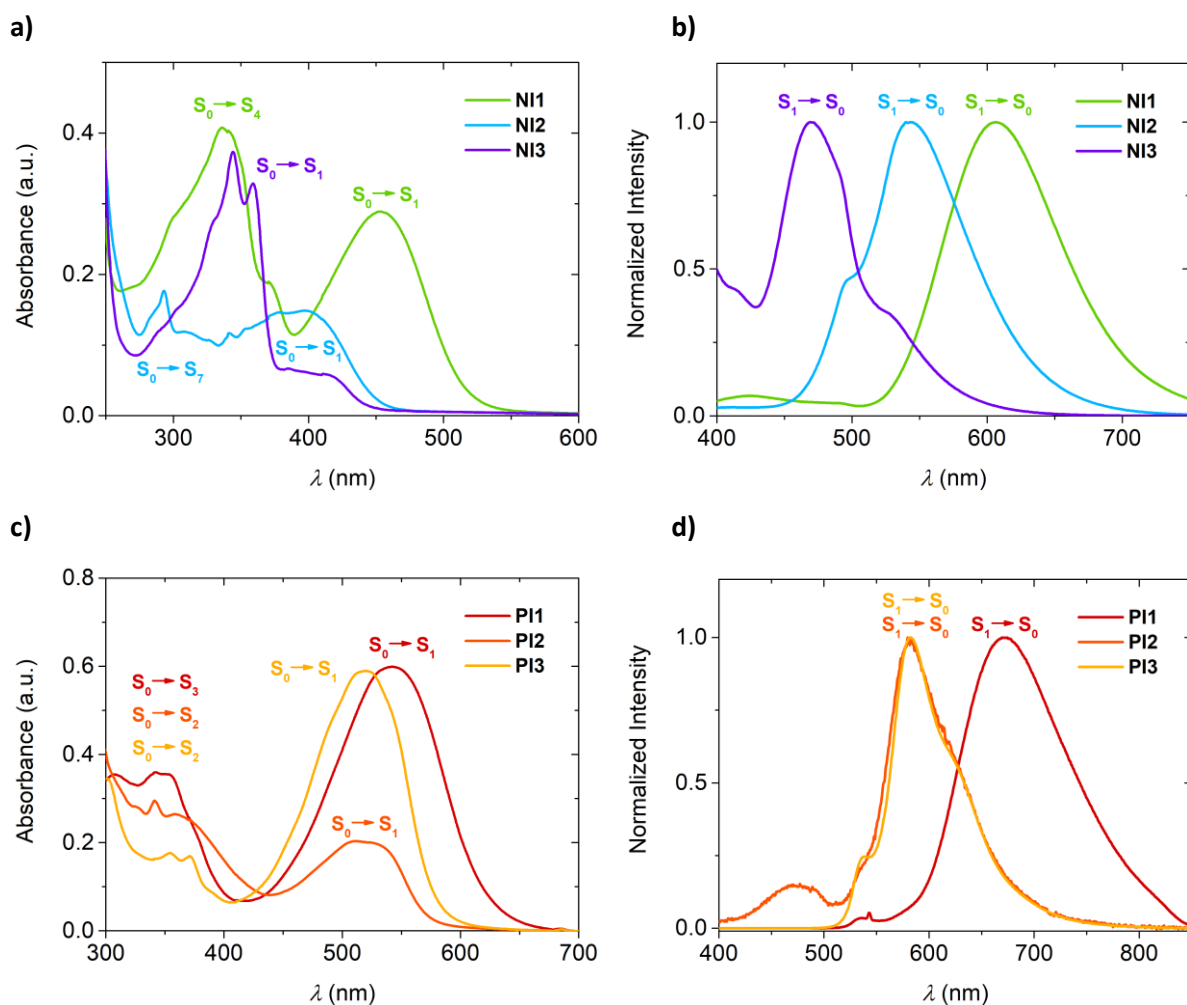 a)
S0→S4
S0→S1
S0→S1
S0→S7
S0→S1
NI1
NI2
NI3
0.4
0.2
0.0
300 400 500 600
Absorbance (a.u.)
λ (nm)
b)
S1→S0 S1→S0 S1→S0
NI1
NI2
NI3
1.0
0.5
0.0
400 500 600 700
Normalized Intensity
λ (nm)
c)
S0→S3
S0→S2
S0→S2
S0→S1
S0→S1
S0→S1
PI1
PI2
PI3
0.8
0.6
0.4
0.2
0.0
300 400 500 600 700
Absorbance (a.u.)
λ (nm)
d)
S1→S0
S1→S0 S1→S0
PI1
PI2
PI3
1.0
0.5
0.0
400 500 600 700 800
Normalized Intensity
λ (nm)